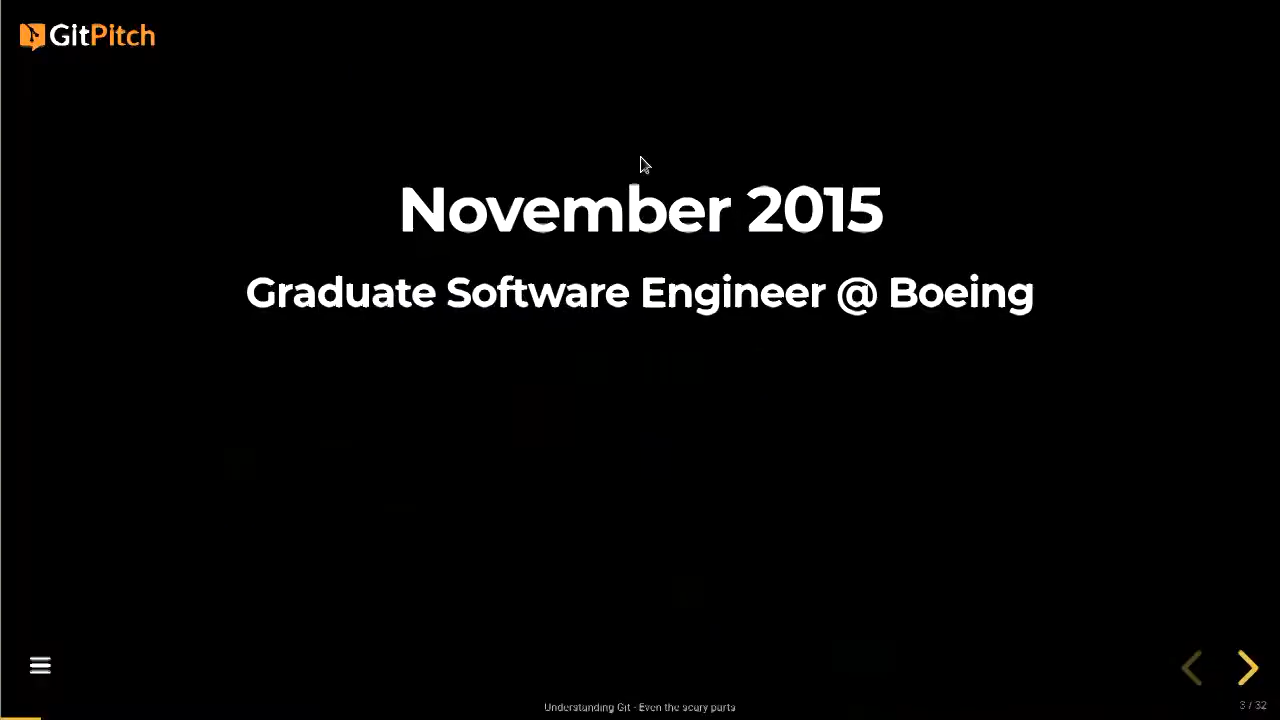 GitPitch
November 2015
Graduate Software Engineer @ Boeing
Understanding Git - Even the scary parts
3 / 32